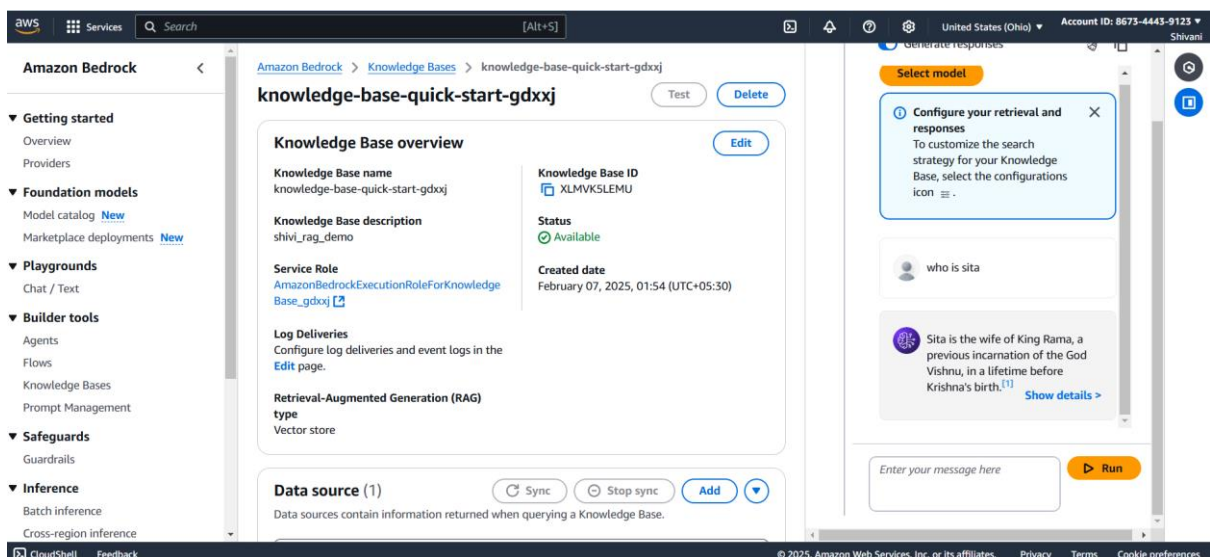 aws Services Search [Alt+S] United States (Ohio) ▼ Account ID: 8673-4443-9123 ▼
Shivani
Amazon Bedrock
Getting started
Overview
Providers
Foundation models
Model catalog New
Marketplace deployments New
Playgrounds
Chat / Text
Builder tools
Agents
Flows
Knowledge Bases
Prompt Management
Safeguards
Guardrails
Inference
Batch inference
Cross-region inference
Amazon Bedrock > Knowledge Bases > knowledge-base-quick-start-gdxxj
knowledge-base-quick-start-gdxxj Test Delete
Knowledge Base overview Edit
Knowledge Base name
knowledge-base-quick-start-gdxxj
Knowledge Base description
shivi_rag_demo
Service Role
AmazonBedrockExecutionRoleForKnowledge
Base_gdxxj
Log Deliveries
Configure log deliveries and event logs in the
Edit page.
Retrieval-Augmented Generation (RAG)
type
Vector store
Knowledge Base ID
XLMVK5LEMU
Status
Available
Created date
February 07, 2025, 01:54 (UTC+05:30)
Data source (1) Sync Stop sync Add
Data sources contain information returned when querying a Knowledge Base.
Generate responses
Select model
Configure your retrieval and
responses
To customize the search
strategy for your Knowledge
Base, select the configurations
icon .
who is sita
Sita is the wife of King Rama, a
previous incarnation of the God
Vishnu, in a lifetime before
Krishna's birth.[1]
Show details >
Enter your message here Run
CloudShell Feedback © 2025, Amazon Web Services, Inc. or its affiliates. Privacy Terms Cookie preferences